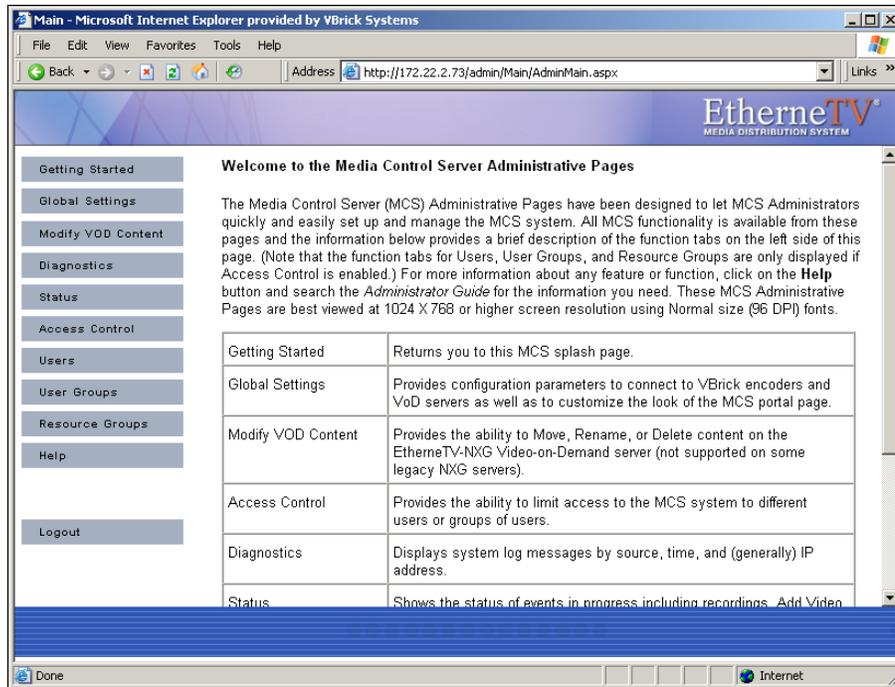 Main - Microsoft Internet Explorer provided by VBrick Systems
File Edit View Favorites Tools Help
Back Address http://172.22.2.73/admin/Main/AdminMain.aspx Links »
EtherneTV®
MEDIA DISTRIBUTION SYSTEM
Getting Started
Global Settings
Modify VOD Content
Diagnostics
Status
Access Control
Users
User Groups
Resource Groups
Help
Logout
Welcome to the Media Control Server Administrative Pages
The Media Control Server (MCS) Administrative Pages have been designed to let MCS Administrators
quickly and easily set up and manage the MCS system. All MCS functionality is available from these
pages and the information below provides a brief description of the function tabs on the left side of this
page. (Note that the function tabs for Users, User Groups, and Resource Groups are only displayed if
Access Control is enabled.) For more information about any feature or function, click on the Help
button and search the Administrator Guide for the information you need. These MCS Administrative
Pages are best viewed at 1024 X 768 or higher screen resolution using Normal size (96 DPI) fonts.
Getting Started Returns you to this MCS splash page.
Global Settings Provides configuration parameters to connect to VBrick encoders and
VoD servers as well as to customize the look of the MCS portal page.
Modify VOD Content Provides the ability to Move, Rename, or Delete content on the
EtherneTV-NXG Video-on-Demand server (not supported on some
legacy NXG servers).
Access Control Provides the ability to limit access to the MCS system to different
users or groups of users.
Diagnostics Displays system log messages by source, time, and (generally) IP
address.
Status Shows the status of events in progress including recordings, Add Video
Done Internet